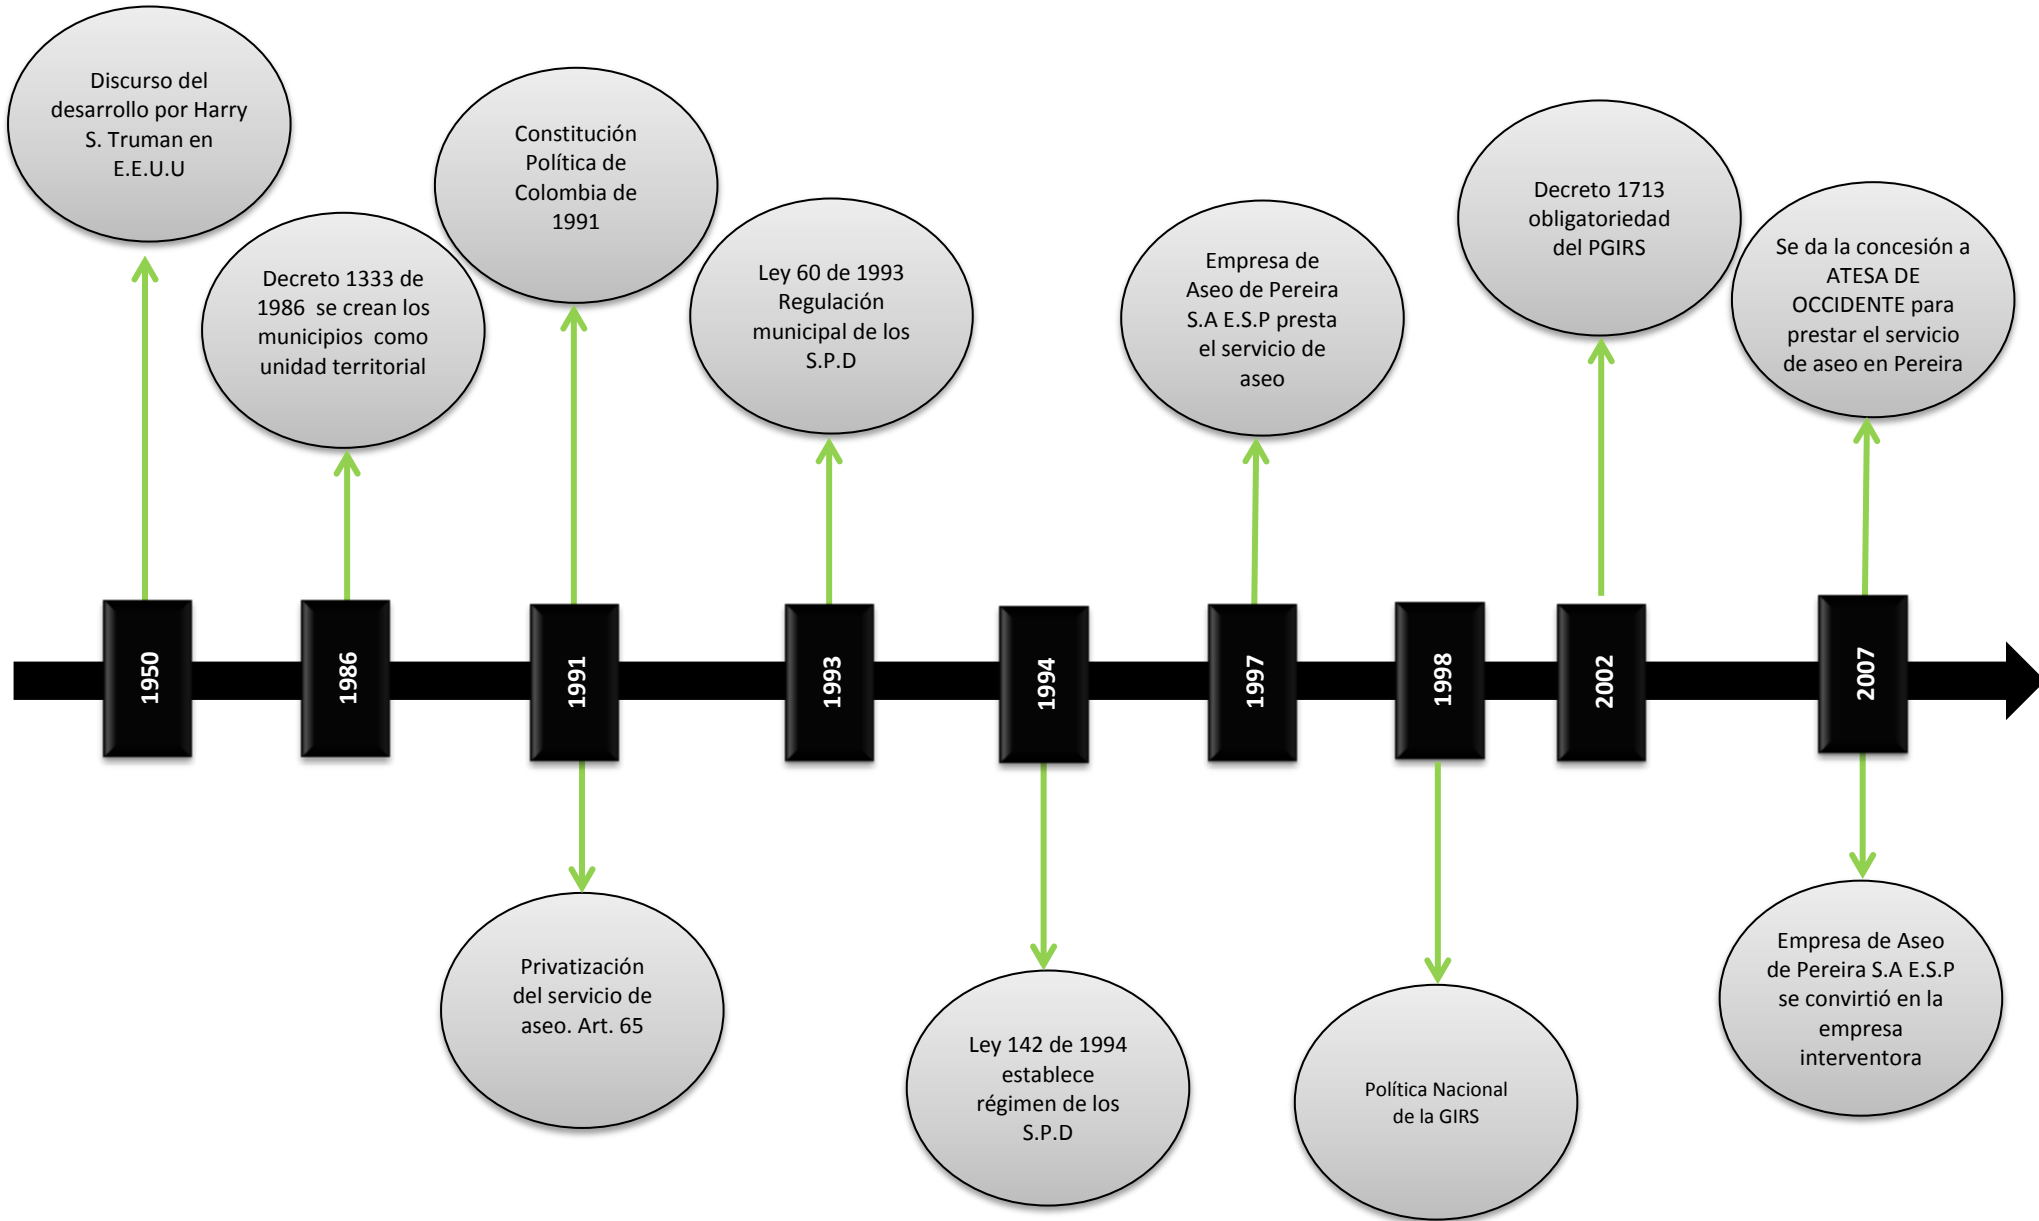 Discurso del
desarrollo por Harry
S. Truman en
E.E.U.U
Decreto 1333 de
1986 se crean los
municipios como
unidad territorial
Constitución
Política de
Colombia de
1991
Ley 60 de 1993
Regulación
municipal de los
S.P.D
Empresa de
Aseo de Pereira
S.A E.S.P presta
el servicio de
aseo
Decreto 1713
obligatoriedad
del PGIRS
Se da la concesión a
ATESA DE
OCCIDENTE para
prestar el servicio
de aseo en Pereira
1950
1986
1991
1993
1994
1997
1998
2002
2007
Privatización
del servicio de
aseo. Art. 65
Ley 142 de 1994
establece
régimen de los
S.P.D
Política Nacional
de la GIRS
Empresa de Aseo
de Pereira S.A E.S.P
se convirtió en la
empresa
interventora